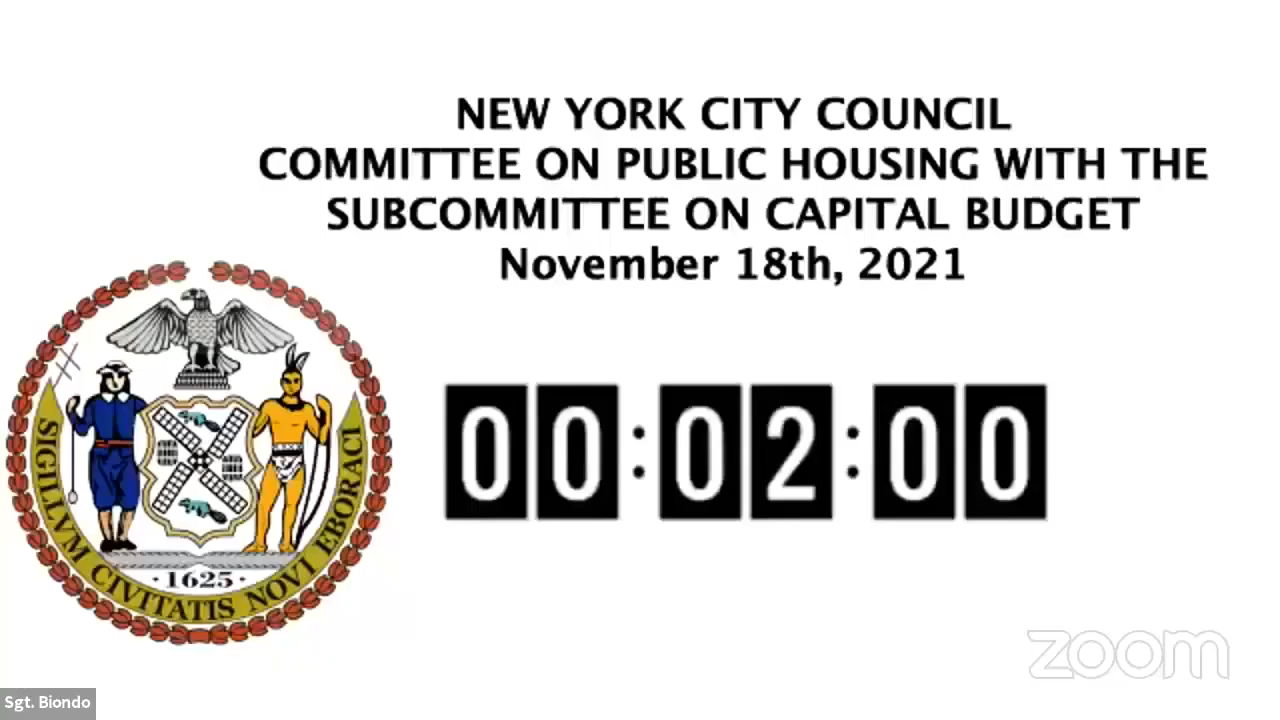 NEW YORK CITY COUNCIL
COMMITTEE ON PUBLIC HOUSING WITH THE
SUBCOMMITTEE ON CAPITAL BUDGET
November 18th, 2021
00:02:00
SIGILLVM CIVITATIS NOVI EBORACI
·1625·
zoom
Sgt. Biondo